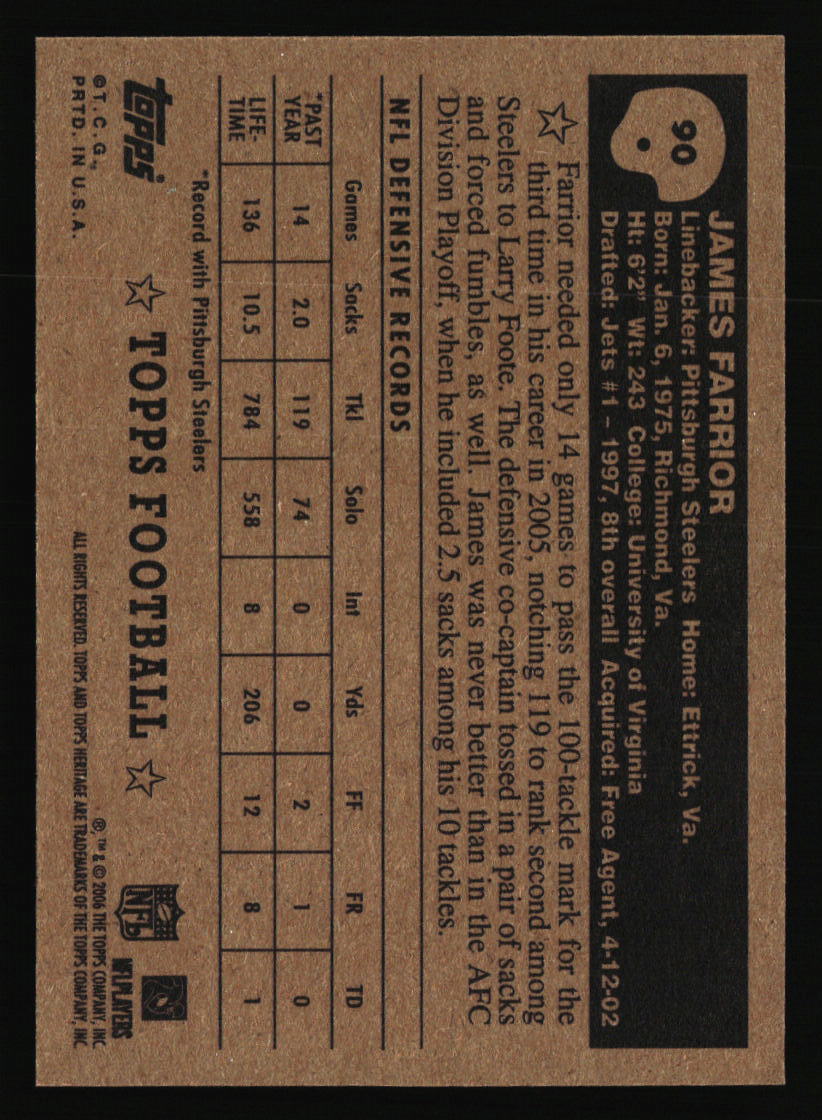 90
JAMES FARRIOR
Linebacker: Pittsburgh Steelers Home: Ettrick, Va.
Born: Jan. 6, 1975, Richmond, Va.
Ht: 6'2" Wt: 243 College: University of Virginia
Drafted: Jets #1 – 1997, 8th overall Acquired: Free Agent, 4-12-02
Farrior needed only 14 games to pass the 100-tackle mark for the
third time in his career in 2005, notching 119 to rank second among
Steelers to Larry Foote. The defensive co-captain tossed in a pair of sacks
and forced fumbles, as well. James was never better than in the AFC
Division Playoff, when he included 2.5 sacks among his 10 tackles.
NFL DEFENSIVE RECORDS
Games Sacks Tkl Solo Int Yds FF FR TD
*PAST YEAR 14 2.0 119 74 0 0 2 1 0
LIFE-TIME 136 10.5 784 558 8 206 12 8 1
*Record with Pittsburgh Steelers
topps
©T.C.G.,
PRTD. IN U.S.A.
☆ TOPPS FOOTBALL ☆
NFL
NFLPLAYERS
®, ™ & © 2006 THE TOPPS COMPANY, INC
ALL RIGHTS RESERVED. TOPPS AND TOPPS HERITAGE ARE TRADEMARKS OF THE TOPPS COMPANY, INC